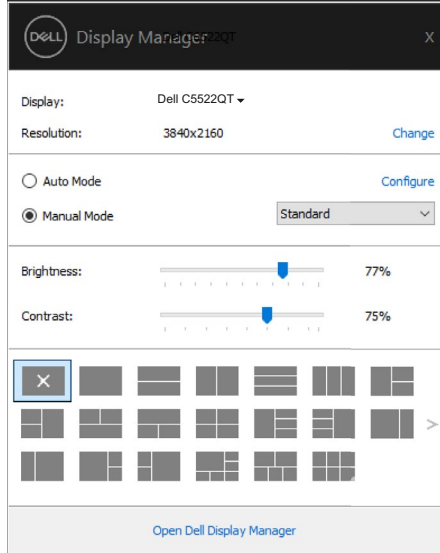 DELL Display Manager X
Display: Dell C5522QT
Resolution: 3840x2160 Change
Auto Mode Configure
Manual Mode Standard
Brightness: 77%
Contrast: 75%
Open Dell Display Manager